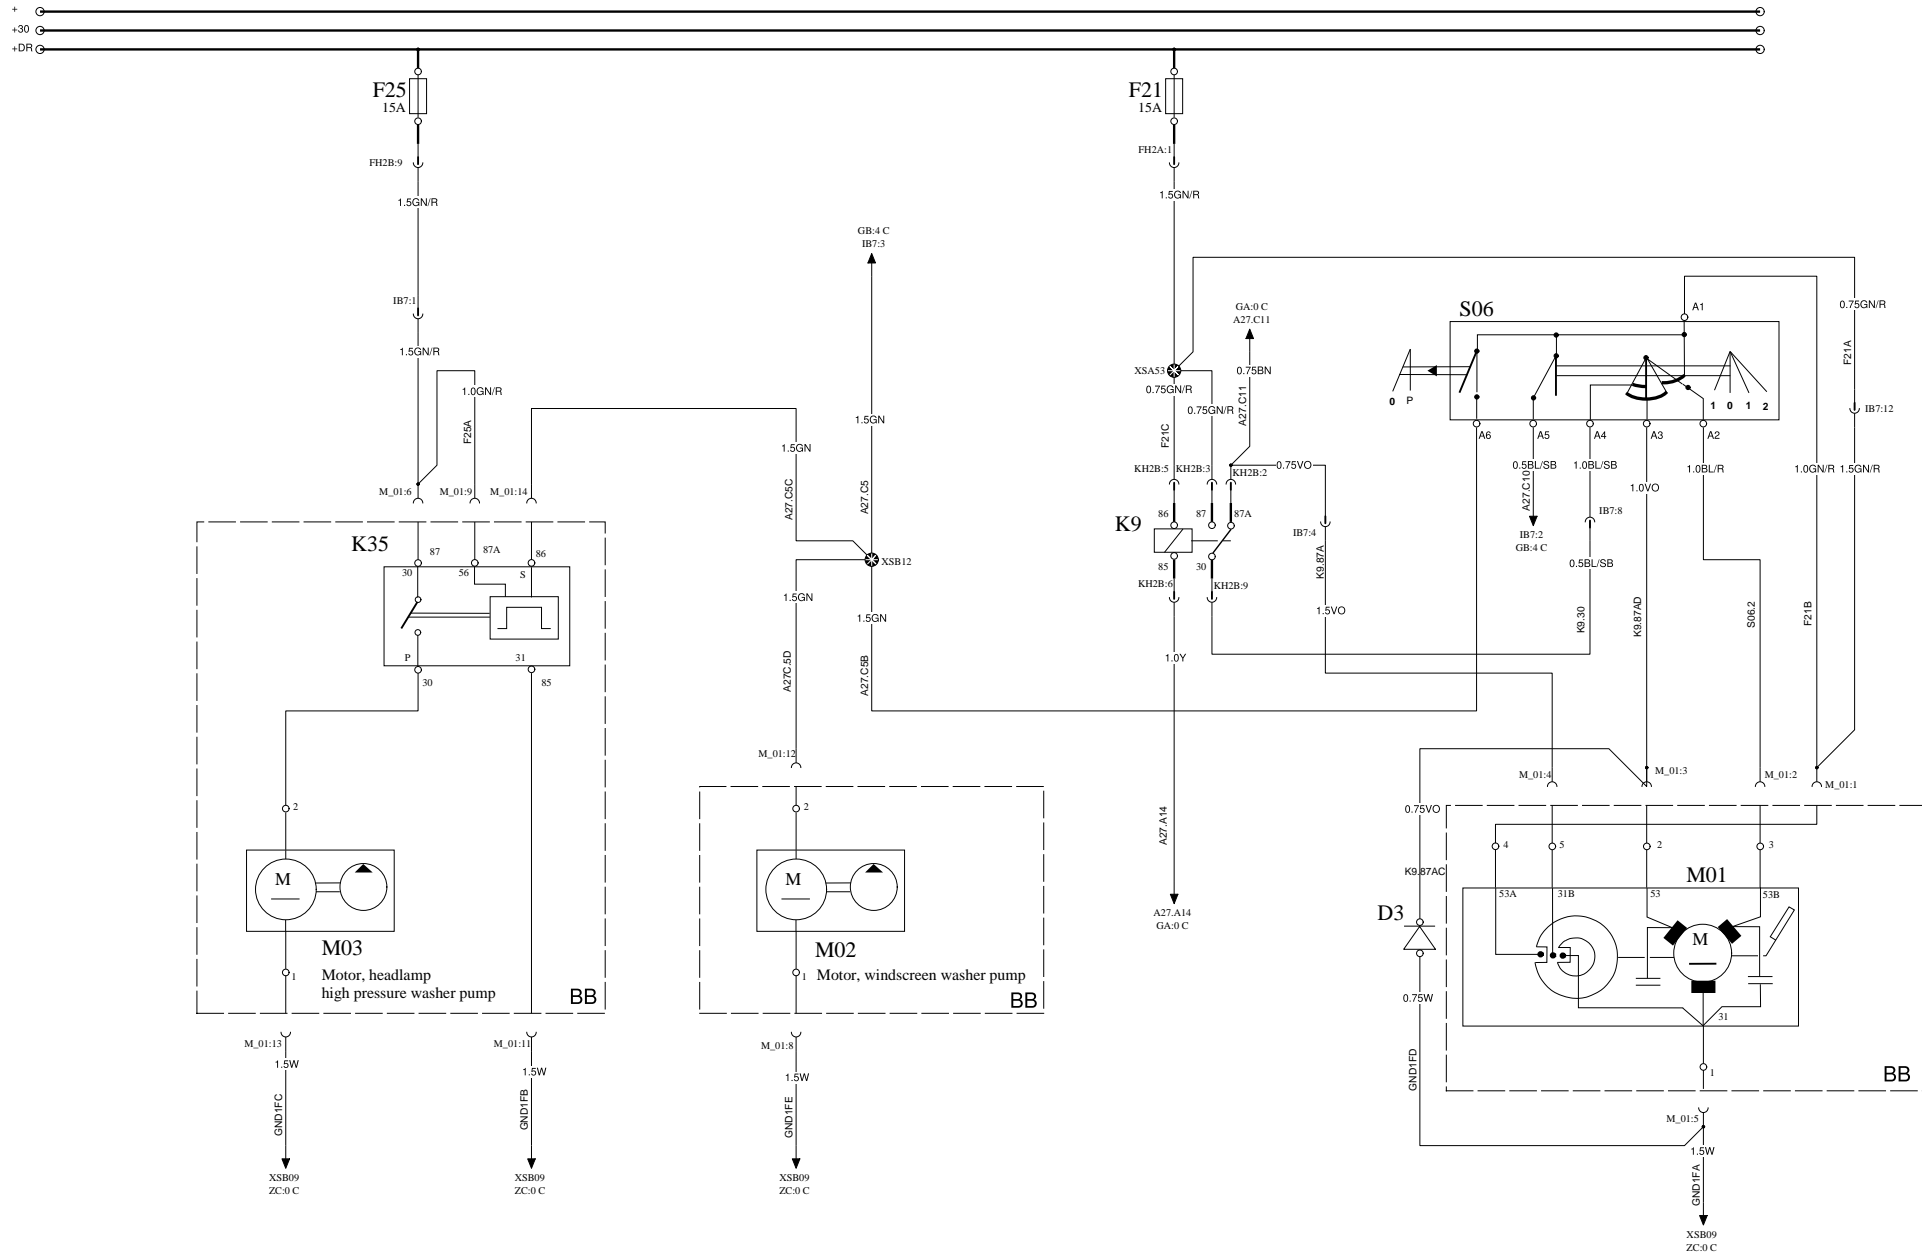 +
+30
+DR
F25
15A
F21
15A
FH2B:9
FH2A:1
1.5GN/R
1.5GN/R
GB:4 C
IB7:3
IB7:1
GA:0 C
A27.C11
S06
A1
0.75GN/R
1.5GN/R
F21A
XSA53
0.75BN
0.75GN/R
1.0GN/R
0.75GN/R
A27.C11
0 P
1 0 1 2
IB7:12
1.5GN
F25A
F21C
A6
A5
A4
A3
A2
1.5GN
KH2B:5
KH2B:3
KH2B:2
0.75VO
0.5BL/SB
1.0BL/SB
1.0BL/R
1.0GN/R
1.5GN/R
M_01:6
M_01:9
M_01:14
A27.C5C
A27.C5
A27.C10
1.0VO
86
87
87A
K9
IB7:4
IB7:8
IB7:2
GB:4 C
K35
87
87A
86
XSB12
85
30
K9.87A
0.5BL/SB
30
56
S
KH2B:6
KH2B:9
1.5GN
1.5GN
1.5VO
K9.30
K9.87AD
S06.2
F21B
P
31
30
85
A27C.5D
A27.C5B
1.0Y
M_01:12
M_01:4
M_01:3
M_01:2
M_01:1
2
2
0.75VO
A27.A14
4
5
2
3
K9.87AC
M01
M
M
53A
31B
53
53B
A27.A14
GA:0 C
D3
M
M03
M02
1
Motor, headlamp
high pressure washer pump
1
Motor, windscreen washer pump
BB
BB
0.75W
31
M_01:13
M_01:11
M_01:8
1.5W
1.5W
1.5W
GND1FD
1
BB
GND1FC
GND1FB
GND1FE
M_01:5
1.5W
XSB09
ZC:0 C
XSB09
ZC:0 C
XSB09
ZC:0 C
GND1FA
XSB09
ZC:0 C